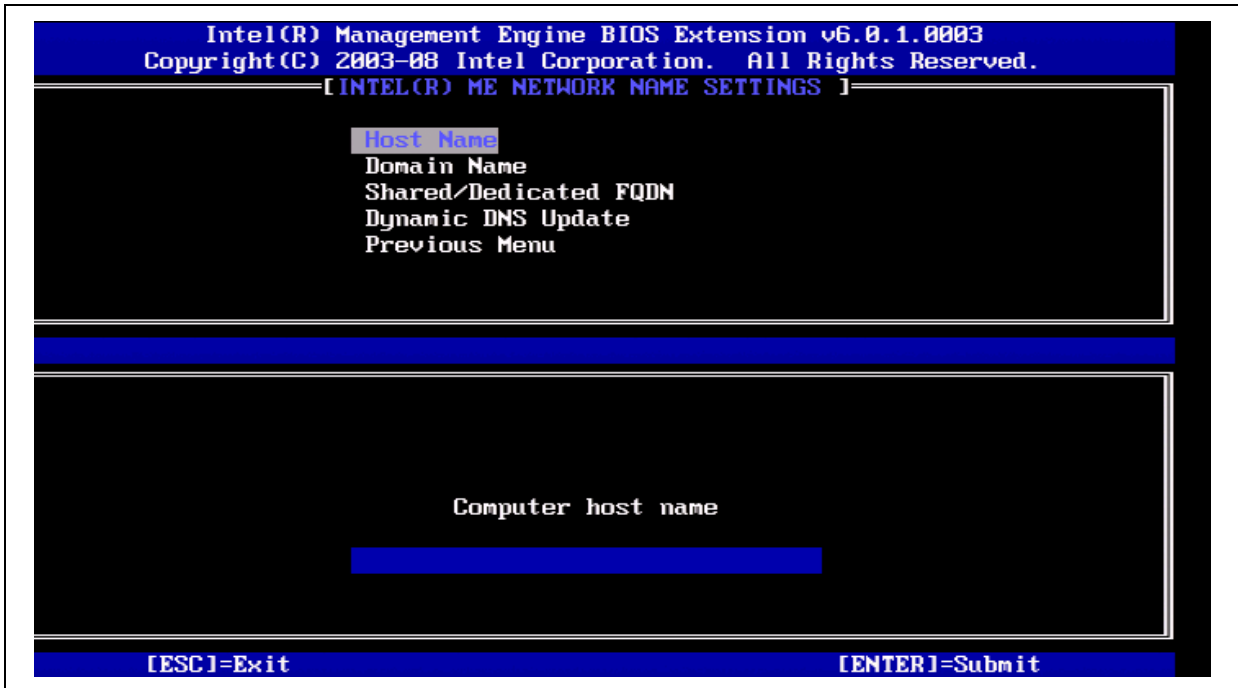 Intel(R) Management Engine BIOS Extension v6.0.1.0003
Copyright(C) 2003-08 Intel Corporation. All Rights Reserved.
[INTEL(R) ME NETWORK NAME SETTINGS ]
Host Name
Domain Name
Shared/Dedicated FQDN
Dynamic DNS Update
Previous Menu
Computer host name
[ESC]=Exit [ENTER]=Submit